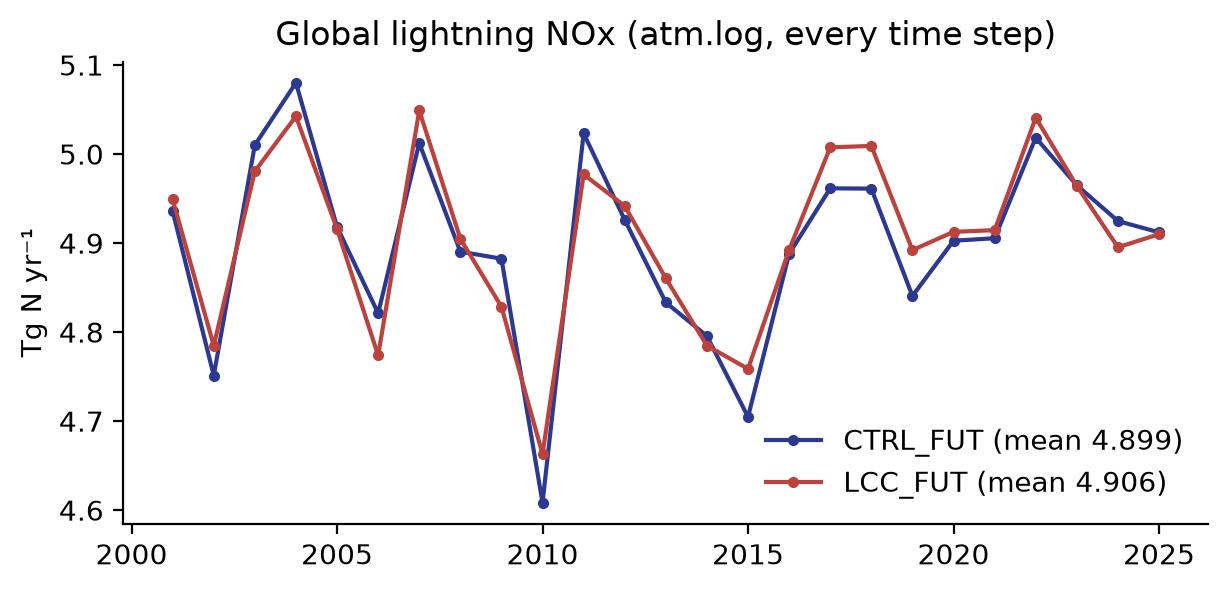 Global lightning NOx (atm.log, every time step)
Tg N yr⁻¹
5.1
5.0
4.9
4.8
4.7
4.6
CTRL_FUT (mean 4.899)
LCC_FUT (mean 4.906)
2000 2005 2010 2015 2020 2025